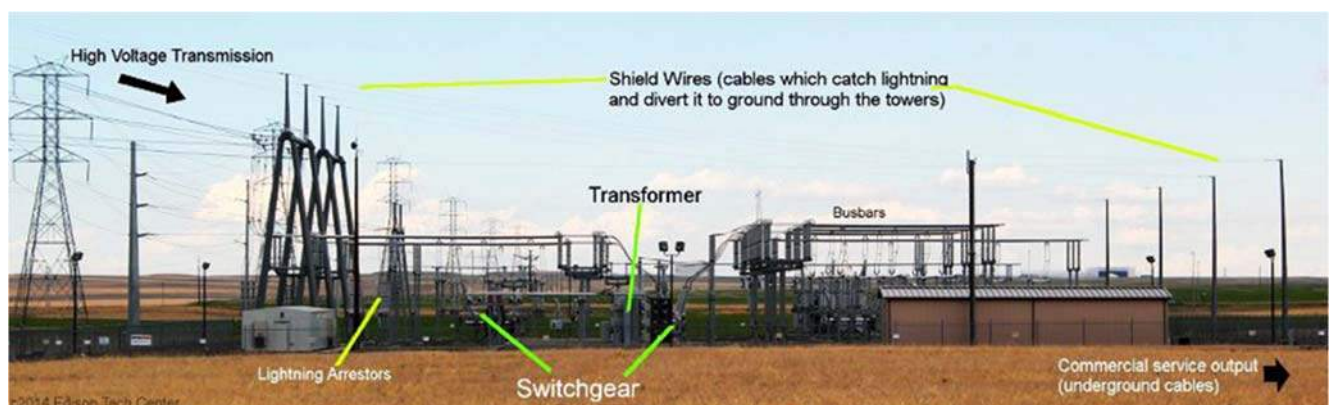 High Voltage Transmission
Shield Wires (cables which catch lightning
and divert it to ground through the towers)
Transformer
Busbars
Lightning Arrestors
Switchgear
Commercial service output
(underground cables)
©2014 Edison Tech Center